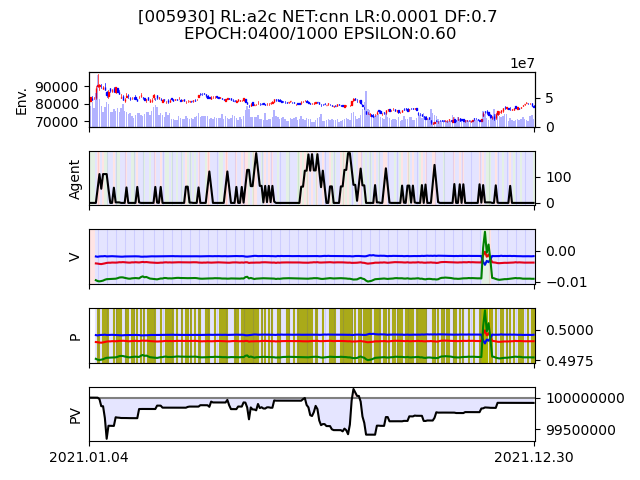 [005930] RL:a2c NET:cnn LR:0.0001 DF:0.7
EPOCH:0400/1000 EPSILON:0.60
1e7
Env.
90000
80000
70000
5
0
Agent
100
0
V
0.00
−0.01
P
0.5000
0.4975
PV
100000000
99500000
2021.01.04
2021.12.30